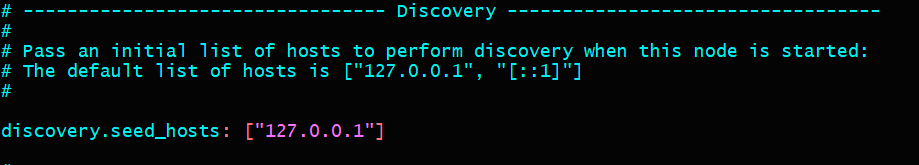 # --------------------------------- Discovery ----------------------------------
#
# Pass an initial list of hosts to perform discovery when this node is started:
# The default list of hosts is ["127.0.0.1", "[::1]"]
#
discovery.seed_hosts: ["127.0.0.1"]